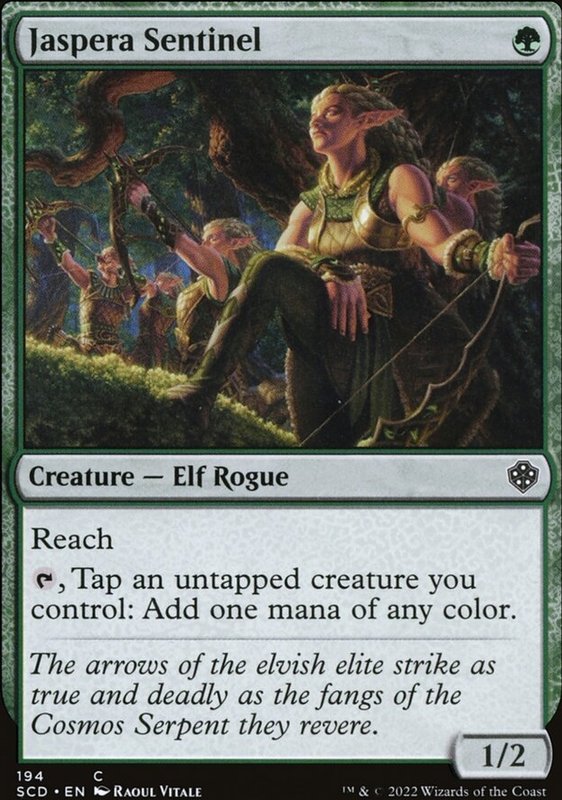 Jaspera Sentinel
Creature — Elf Rogue
Reach
, Tap an untapped creature you
control: Add one mana of any color.
The arrows of the elvish elite strike as
true and deadly as the fangs of the
Cosmos Serpent they revere.
1/2
194 C
SCD • EN Raoul Vitale
™ & © 2022 Wizards of the Coast